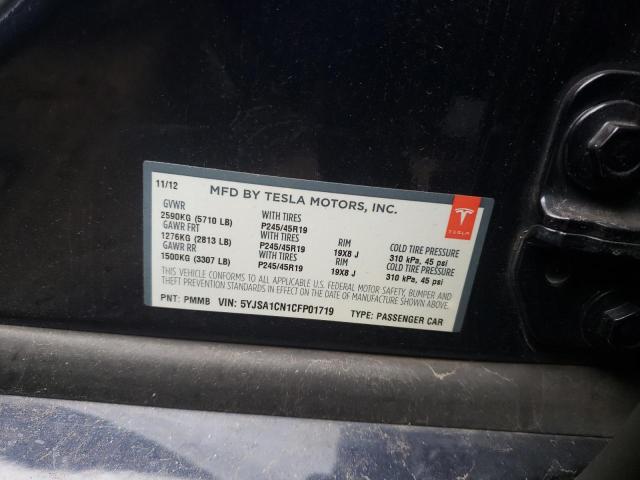 11/12 MFD BY TESLA MOTORS, INC.
GVWR WITH TIRES
2590KG (5710 LB) P245/45R19
GAWR FRT WITH TIRES RIM COLD TIRE PRESSURE
1276KG (2813 LB) P245/45R19 19X8 J 310 kPa, 45 psi
GAWR RR WITH TIRES RIM COLD TIRE PRESSURE
1500KG (3307 LB) P245/45R19 19X8 J 310 kPa, 45 psi
THIS VEHICLE CONFORMS TO ALL APPLICABLE U.S. FEDERAL MOTOR SAFETY, BUMPER AND
THEFT PREVENTION STANDARDS IN EFFECT ON THE DATE OF MANUFACTURE SHOWN ABOVE.
PNT: PMMB VIN: 5YJSA1CN1CFP01719 TYPE: PASSENGER CAR
TESLA